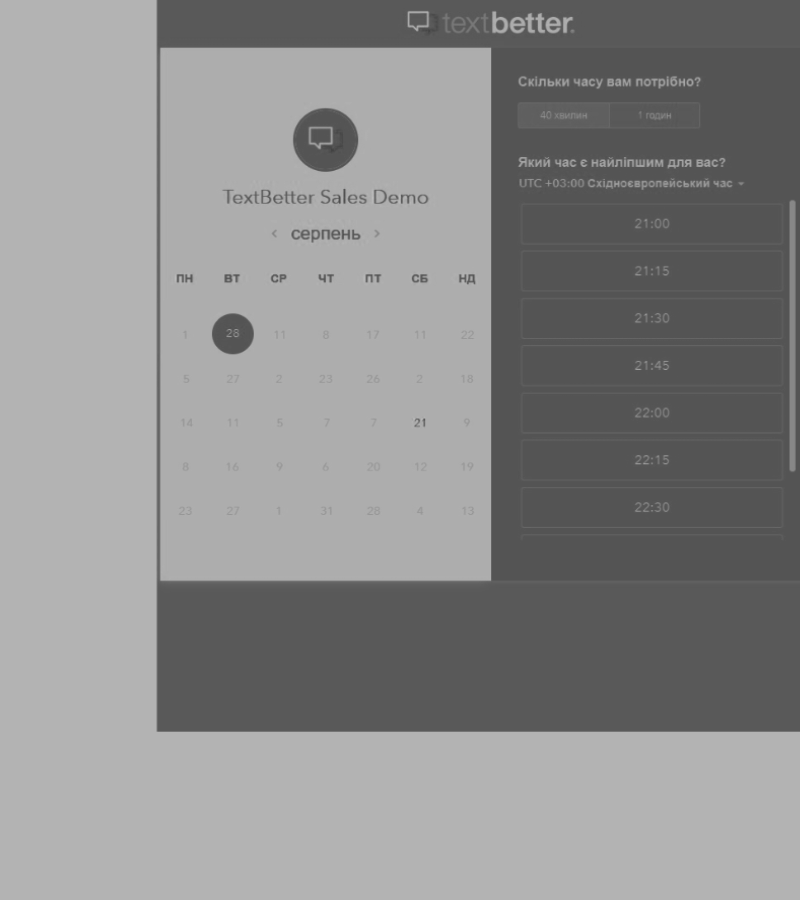 textbetter.
TextBetter Sales Demo
‹ серпень ›
ПН ВТ СР ЧТ ПТ СБ НД
1 28 11 8 17 11 22
5 27 2 23 26 2 18
14 11 5 7 7 21 9
8 16 9 6 20 12 19
23 27 1 31 28 4 13
Скільки часу вам потрібно?
40 хвилин 1 годин
Який час є найліпшим для вас?
UTC +03:00 Східноєвропейський час
21:00
21:15
21:30
21:45
22:00
22:15
22:30